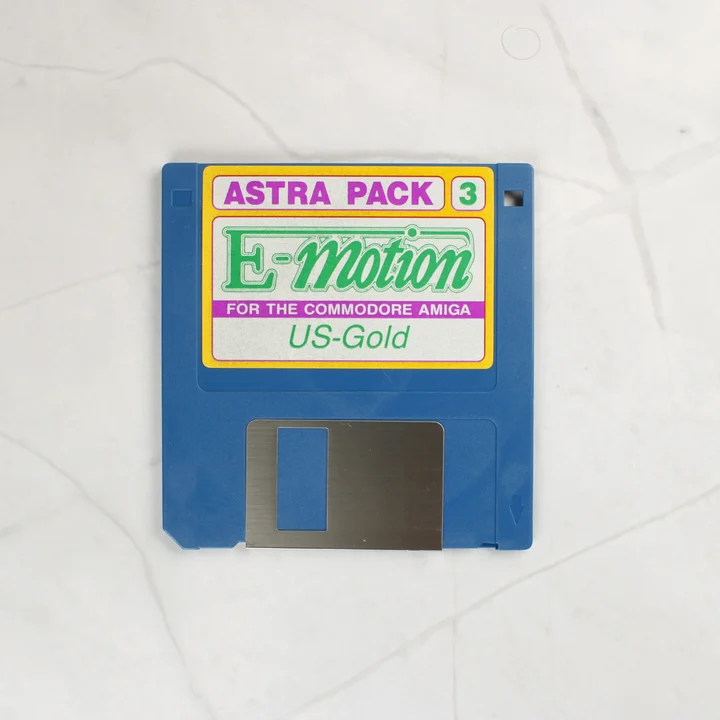 ASTRA PACK 3
E-motion
FOR THE COMMODORE AMIGA
US-Gold